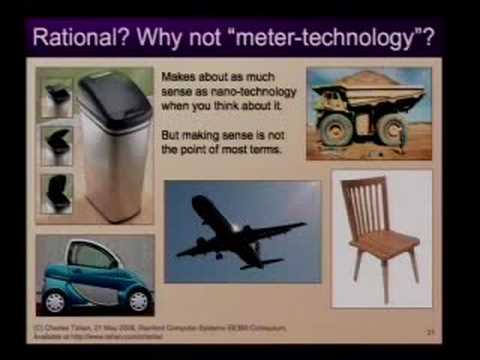 Rational? Why not “meter-technology”?
Makes about as much
sense as nano-technology
when you think about it.
But making sense is not
the point of most terms.
(C) Charles Tahan, 21 May 2008, Stanford Computer Systems EE380 Colloquium,
Available at http://www.tahan.com/charlie/
21